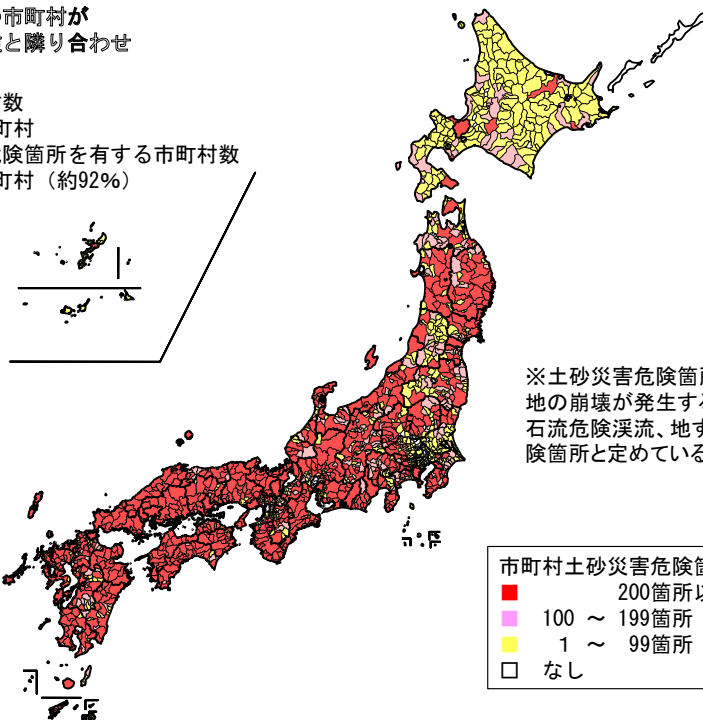 市町村が
と隣り合わせ
数
町村
険箇所を有する市町村数
町村（約92%）
※土砂災害危険箇所
地の崩壊が発生する
石流危険渓流、地す
険箇所と定めている
市町村土砂災害危険箇
200箇所以
100 ～ 199箇所
1 ～ 99箇所
なし